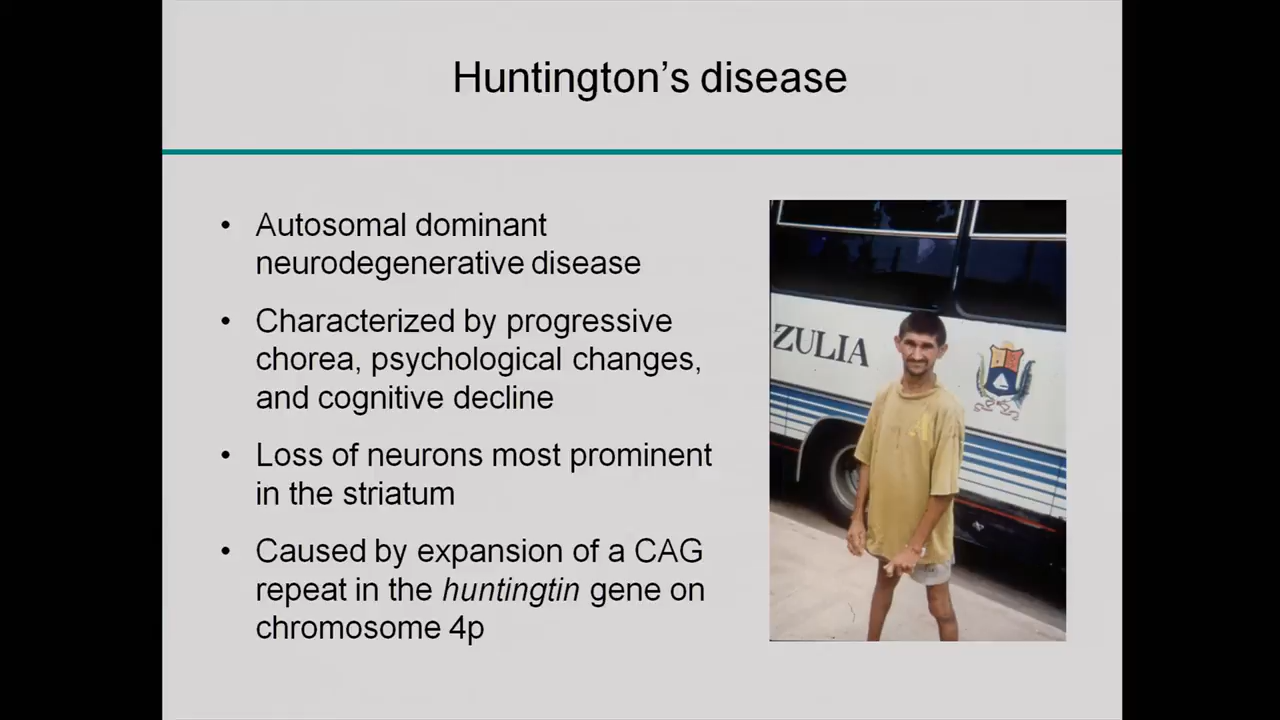 Huntington’s disease
• Autosomal dominant
neurodegenerative disease
• Characterized by progressive
chorea, psychological changes,
and cognitive decline
• Loss of neurons most prominent
in the striatum
• Caused by expansion of a CAG
repeat in the huntingtin gene on
chromosome 4p
ZULIA